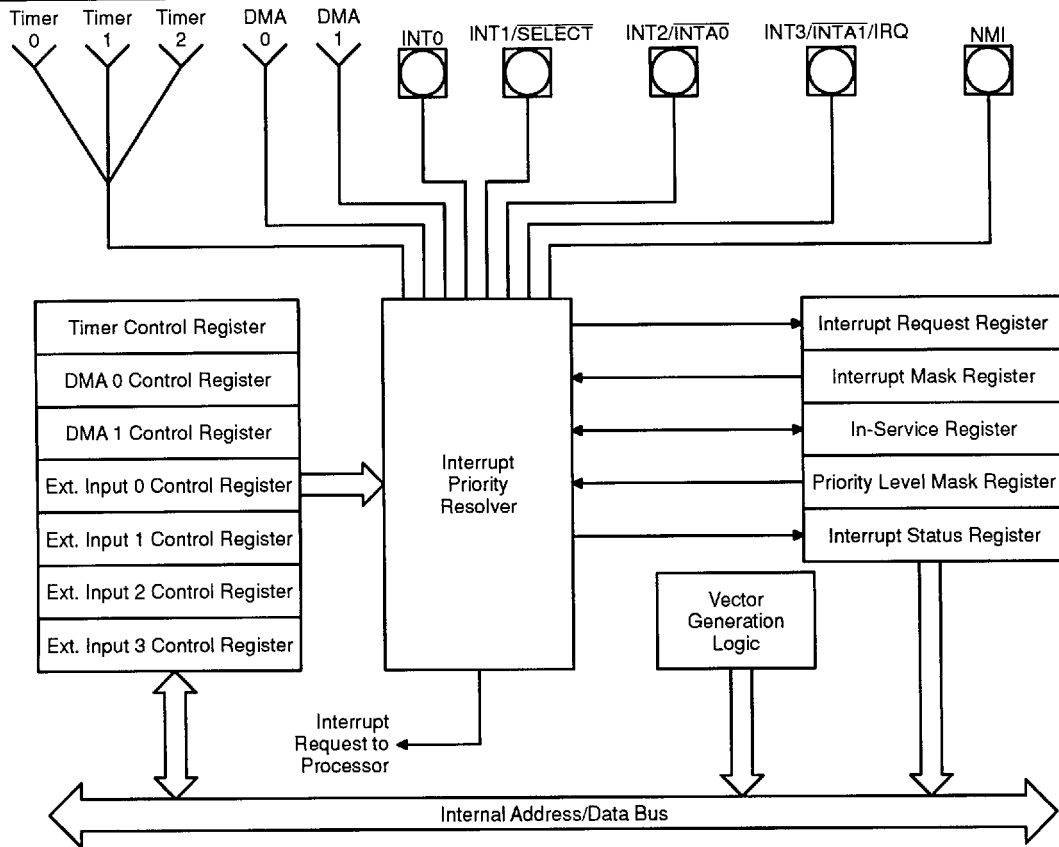 Timer 0
Timer 1
Timer 2
DMA 0
DMA 1
INT0
INT1/S̅E̅L̅E̅C̅T̅
INT2/I̅N̅T̅A̅0̅
INT3/I̅N̅T̅A̅1̅/IRQ
NMI
Timer Control Register
DMA 0 Control Register
DMA 1 Control Register
Ext. Input 0 Control Register
Ext. Input 1 Control Register
Ext. Input 2 Control Register
Ext. Input 3 Control Register
Interrupt
Priority
Resolver
Interrupt Request Register
Interrupt Mask Register
In-Service Register
Priority Level Mask Register
Interrupt Status Register
Vector
Generation
Logic
Interrupt
Request to
Processor
Internal Address/Data Bus